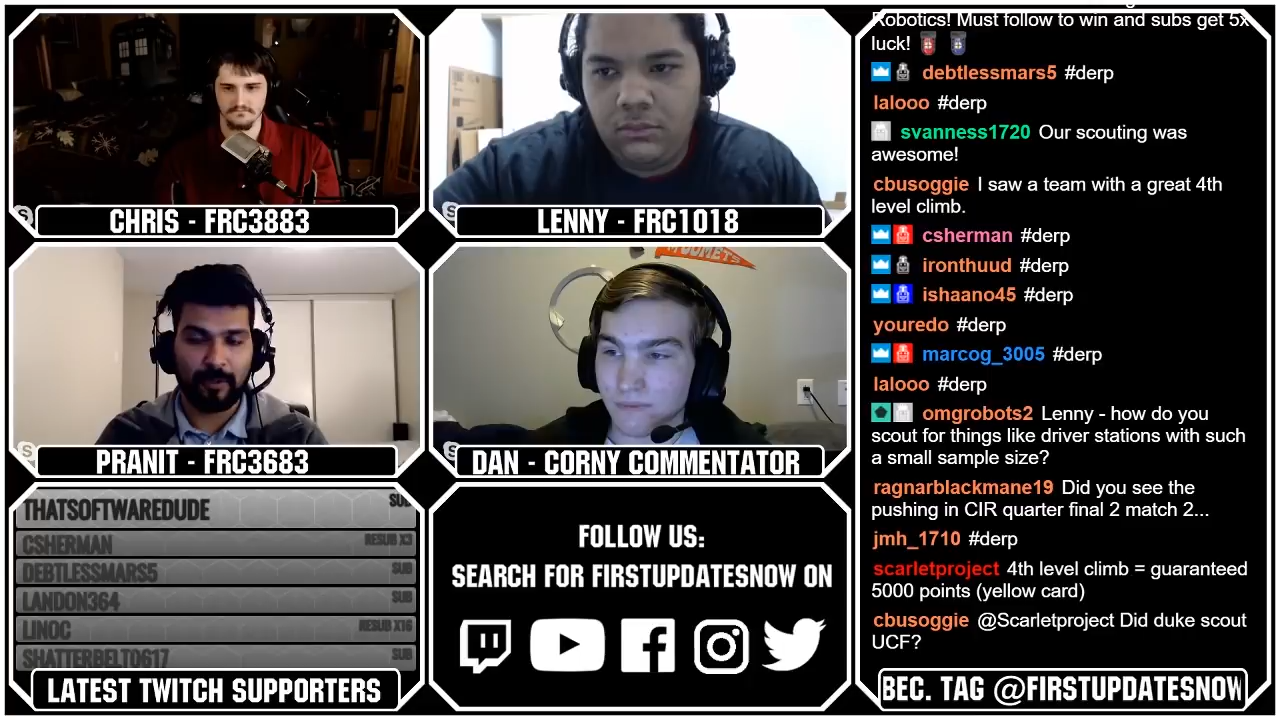 CHRIS - FRC3883
LENNY - FRC1018
PRANIT - FRC3683
DAN - CORNY COMMENTATOR
THATSOFTWAREDUDE SUB
CSHERMAN RESUB X3
DEBTLESSMARS5 SUB
LANDON364 SUB
LINOC RESUB X16
SHATTERBELT0617 SUB
LATEST TWITCH SUPPORTERS
FOLLOW US:
SEARCH FOR FIRSTUPDATESNOW ON
Robotics! Must follow to win and subs get 5x
luck!
debtlessmars5 #derp
lalooo #derp
svanness1720 Our scouting was
awesome!
cbusoggie I saw a team with a great 4th
level climb.
csherman #derp
ironthuud #derp
ishaano45 #derp
youredo #derp
marcog_3005 #derp
lalooo #derp
omgrobots2 Lenny - how do you
scout for things like driver stations with such
a small sample size?
ragnarblackmane19 Did you see the
pushing in CIR quarter final 2 match 2...
jmh_1710 #derp
scarletproject 4th level climb = guaranteed
5000 points (yellow card)
cbusoggie @Scarletproject Did duke scout
UCF?
BEC. TAG @FIRSTUPDATESNOW